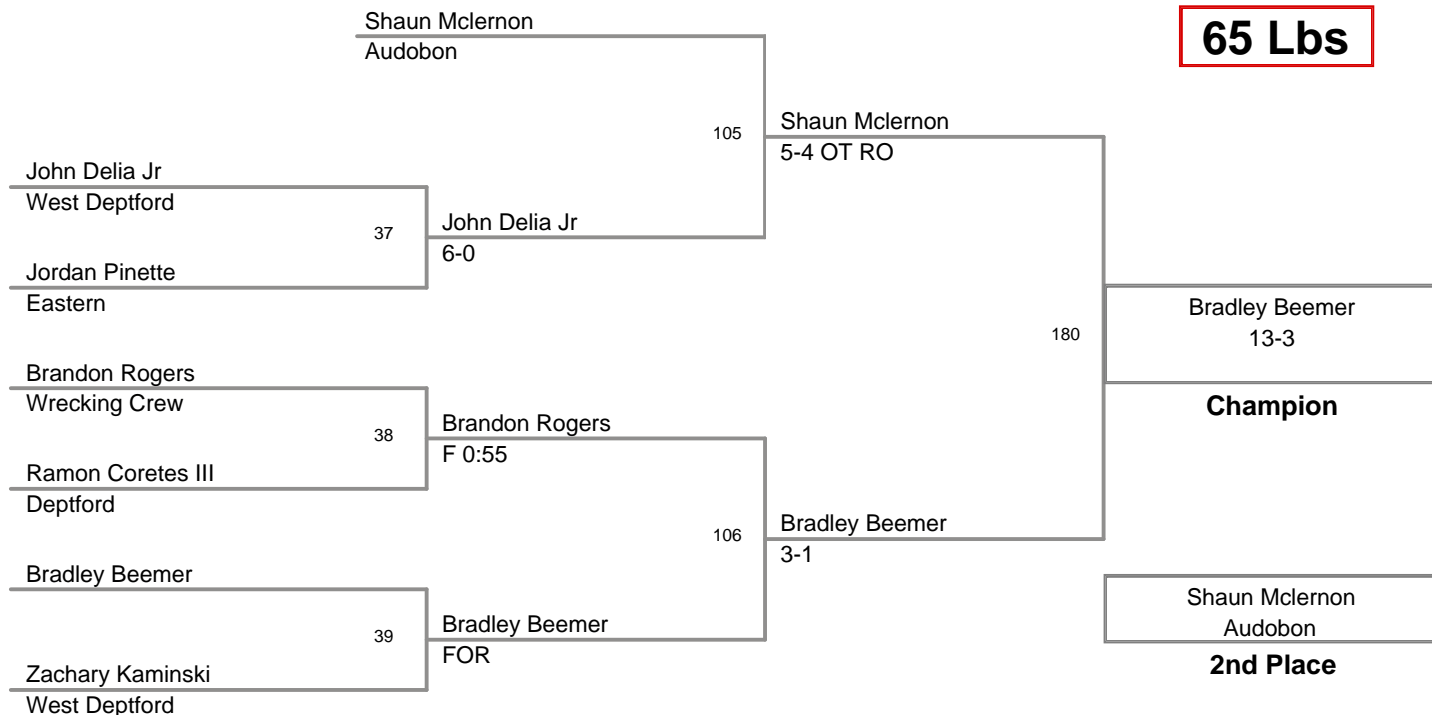 Shaun Mclernon
Audobon
65 Lbs
105
Shaun Mclernon
5-4 OT RO
John Delia Jr
West Deptford
37
John Delia Jr
6-0
Jordan Pinette
Eastern
180
Bradley Beemer
13-3
Champion
Brandon Rogers
Wrecking Crew
38
Brandon Rogers
F 0:55
Ramon Coretes III
Deptford
106
Bradley Beemer
3-1
Bradley Beemer
39
Bradley Beemer
FOR
Zachary Kaminski
West Deptford
Shaun Mclernon
Audobon
2nd Place